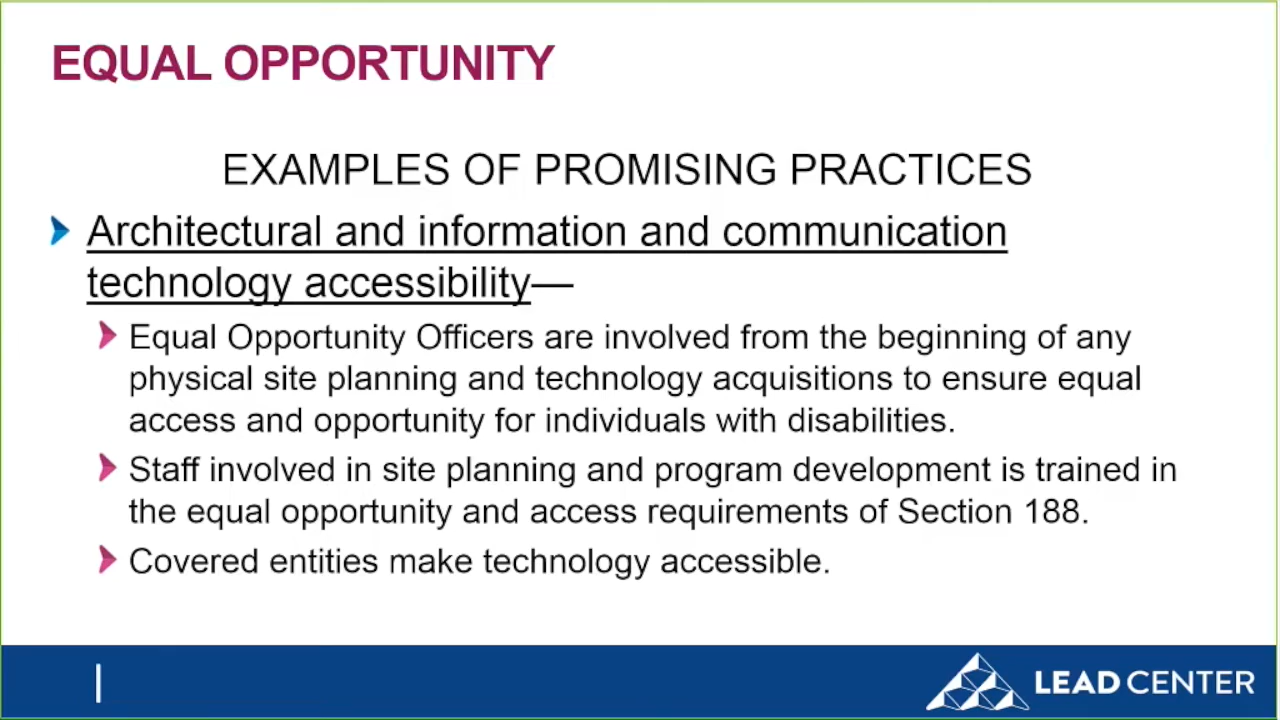 EQUAL OPPORTUNITY
EXAMPLES OF PROMISING PRACTICES
Architectural and information and communication
technology accessibility—
Equal Opportunity Officers are involved from the beginning of any
physical site planning and technology acquisitions to ensure equal
access and opportunity for individuals with disabilities.
Staff involved in site planning and program development is trained in
the equal opportunity and access requirements of Section 188.
Covered entities make technology accessible.
LEAD CENTER